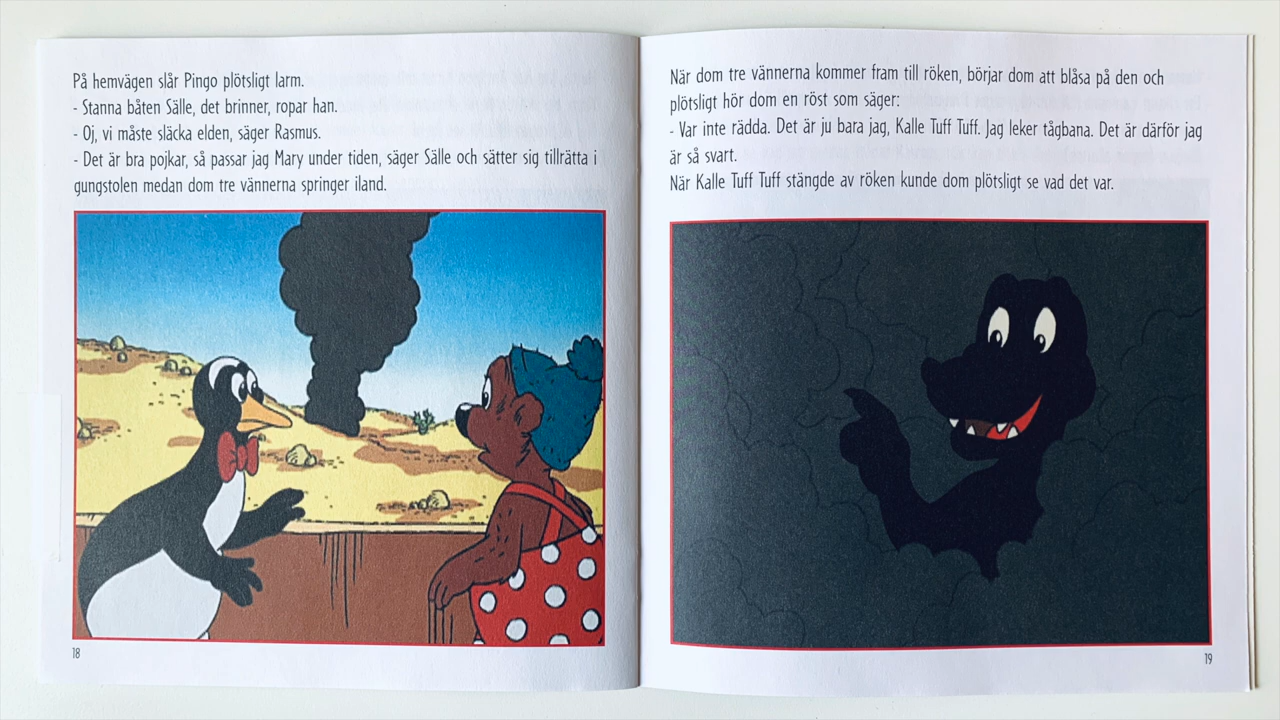 På hemvägen slår Pingo plötsligt larm.
- Stanna båten Sälle, det brinner, ropar han.
- Oj, vi måste släcka elden, säger Rasmus.
- Det är bra pojkar, så passar jag Mary under tiden, säger Sälle och sätter sig tillrätta i
gungstolen medan dom tre vännerna springer iland.
18
När dom tre vännerna kommer fram till röken, börjar dom att blåsa på den och
plötsligt hör dom en röst som säger:
- Var inte rädda. Det är ju bara jag, Kalle Tuff Tuff. Jag leker tågbana. Det är därför jag
är så svart.
När Kalle Tuff Tuff stängde av röken kunde dom plötsligt se vad det var.
19